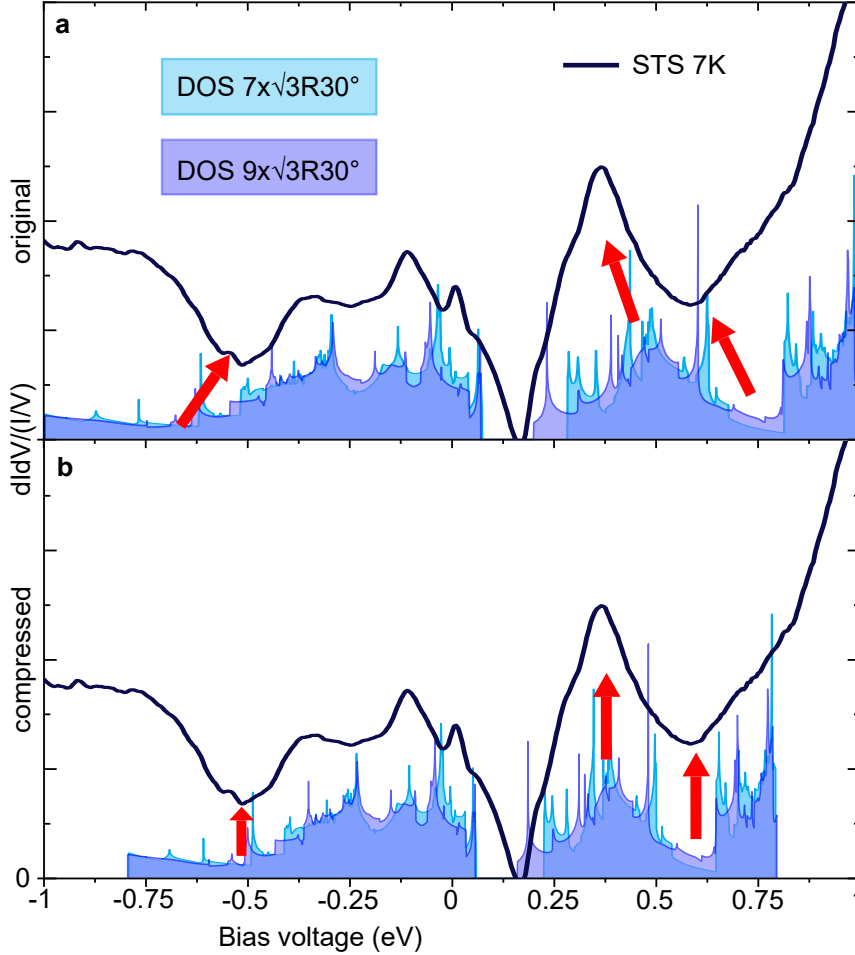 a
STS 7K
DOS 7x√3R30°
DOS 9x√3R30°
original
dIdV/(I/V)
b
compressed
0
-1
-0.75
-0.5
-0.25
0
0.25
0.5
0.75
Bias voltage (eV)